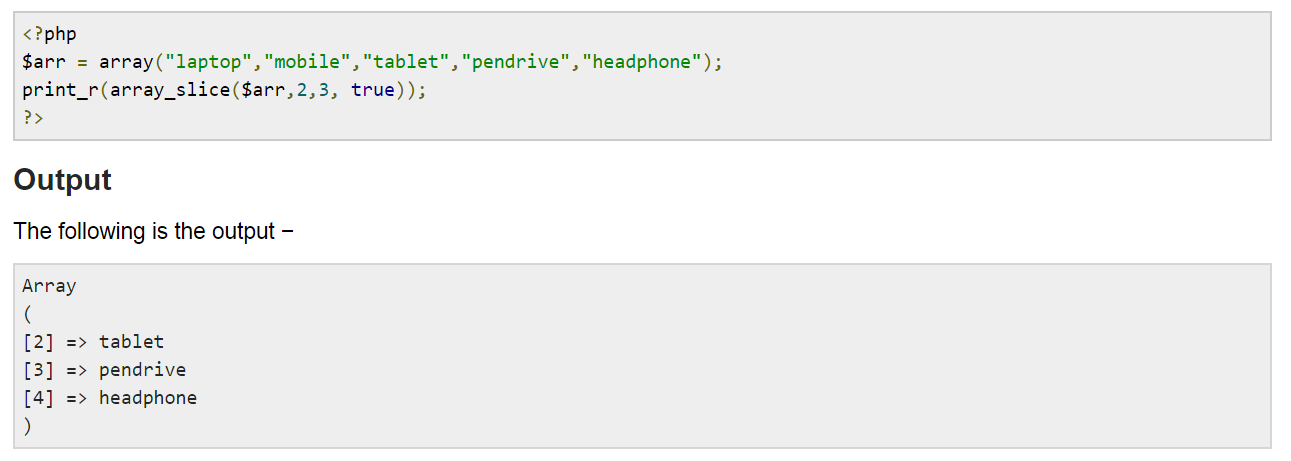 <?php
$arr = array("laptop","mobile","tablet","pendrive","headphone");
print_r(array_slice($arr,2,3, true));
?>
Output
The following is the output −
Array
(
[2] => tablet
[3] => pendrive
[4] => headphone
)